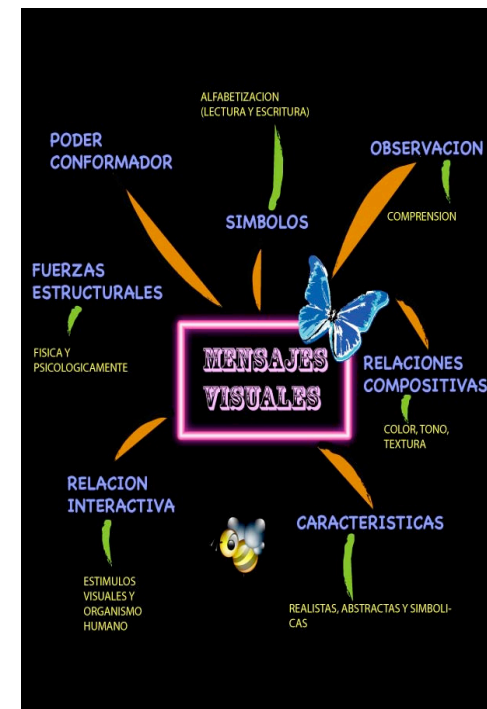 ALFABETIZACION
(LECTURA Y ESCRITURA)
PODER
CONFORMADOR
OBSERVACION
COMPRENSION
SIMBOLOS
FUERZAS
ESTRUCTURALES
FISICA Y
PSICOLOGICAMENTE
MENSAJES
VISUALES
RELACIONES
COMPOSITIVAS
COLOR, TONO,
TEXTURA
RELACION
INTERACTIVA
ESTIMULOS
VISUALES Y
ORGANISMO
HUMANO
CARACTERISTICAS
REALISTAS, ABSTRACTAS Y SIMBOLI-
CAS